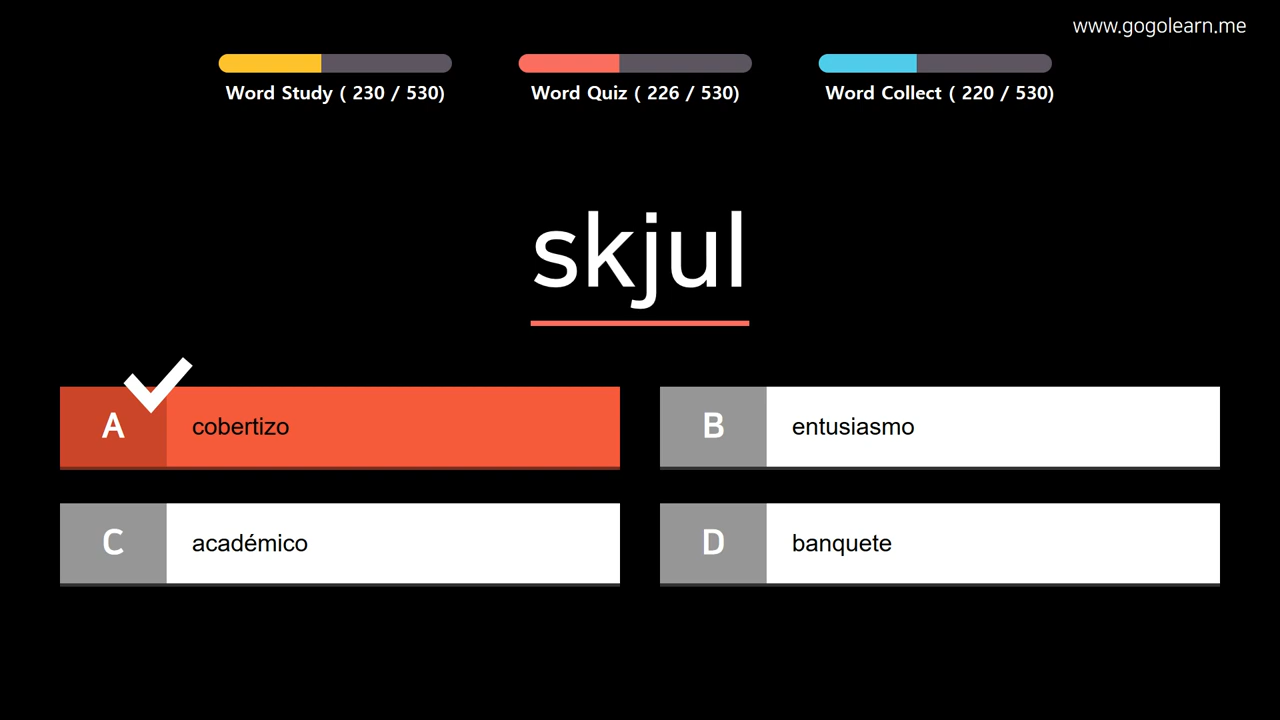 www.gogolearn.me
Word Study ( 230 / 530)
Word Quiz ( 226 / 530)
Word Collect ( 220 / 530)
skjul
A cobertizo
B entusiasmo
C académico
D banquete